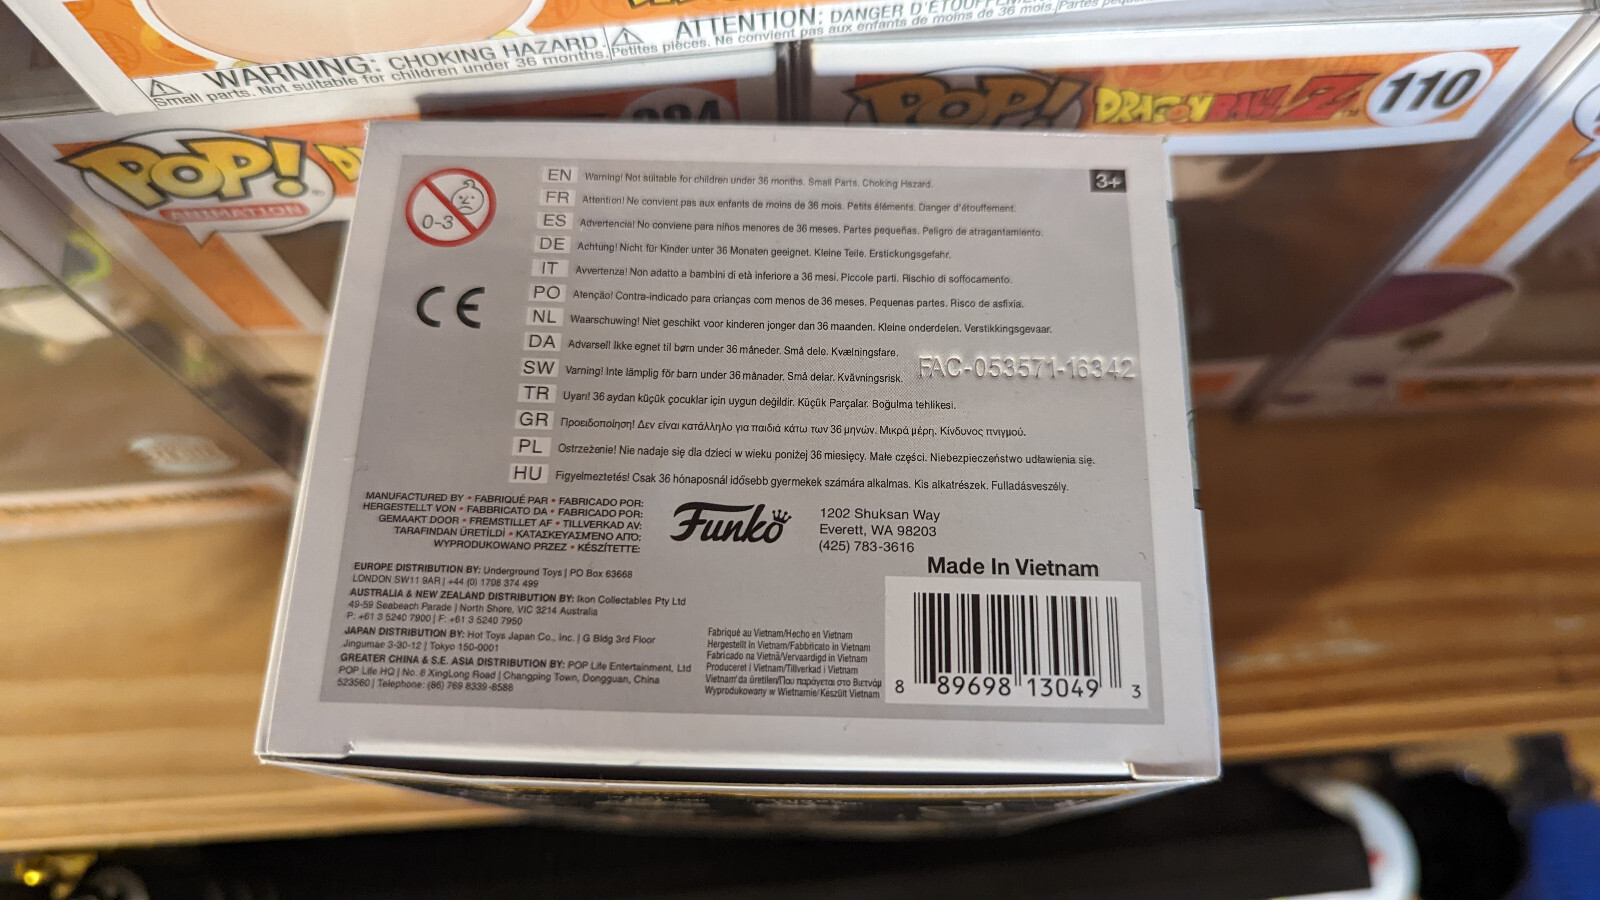 WARNING: CHOKING HAZARD.
Small parts. Not suitable for children under 36 months.
ATTENTION: DANGER D'ÉTOUFFEMENT
Petites pièces. Ne convient pas aux enfants de moins de 36 mois.
POP!
ANIMATION
POP! DRAGONBALL Z 110
0-3
CE
3+
EN Warning! Not suitable for children under 36 months. Small Parts. Choking Hazard.
FR Attention! Ne convient pas aux enfants de moins de 36 mois. Petits éléments. Danger d'étouffement.
ES Advertencia! No conviene para niños menores de 36 meses. Partes pequeñas. Peligro de atragantamiento.
DE Achtung! Nicht für Kinder unter 36 Monaten geeignet. Kleine Teile. Erstickungsgefahr.
IT Avvertenza! Non adatto a bambini di età inferiore a 36 mesi. Piccole parti. Rischio di soffocamento.
PO Atenção! Contra-indicado para crianças com menos de 36 meses. Pequenas partes. Risco de asfixia.
NL Waarschuwing! Niet geschikt voor kinderen jonger dan 36 maanden. Kleine onderdelen. Verstikkingsgevaar.
DA Advarsel! Ikke egnet til børn under 36 måneder. Små dele. Kvælningsfare.
SW Varning! Inte lämplig för barn under 36 månader. Små delar. Kvävningsrisk.
FAC-053571-16342
TR Uyarı! 36 aydan küçük çocuklar için uygun değildir. Küçük Parçalar. Boğulma tehlikesi.
GR Προειδοποίηση! Δεν είναι κατάλληλο για παιδιά κάτω των 36 μηνών. Μικρά μέρη. Κίνδυνος πνιγμού.
PL Ostrzeżenie! Nie nadaje się dla dzieci w wieku poniżej 36 miesięcy. Małe części. Niebezpieczeństwo udławienia się.
HU Figyelmeztetés! Csak 36 hónaposnál idősebb gyermekek számára alkalmas. Kis alkatrészek. Fulladásveszély.
MANUFACTURED BY • FABRIQUÉ PAR • FABRICADO POR:
HERGESTELLT VON • FABBRICATO DA • FABRICADO POR:
GEMAAKT DOOR • FREMSTILLET AF • TILLVERKAD AV:
TARAFINDAN ÜRETİLDİ • ΚΑΤΑΣΚΕΥΑΣΜΕΝΟ ΑΠΟ:
WYPRODUKOWANO PRZEZ • KÉSZÍTETTE:
Funko
1202 Shuksan Way
Everett, WA 98203
(425) 783-3616
EUROPE DISTRIBUTION BY: Underground Toys | PO Box 63668
LONDON SW11 9AR | +44 (0) 1708 374 499
AUSTRALIA & NEW ZEALAND DISTRIBUTION BY: Ikon Collectables Pty Ltd
49-59 Seabeach Parade | North Shore, VIC 3214 Australia
P: +61 3 5240 7900 | F: +61 3 5240 7950
JAPAN DISTRIBUTION BY: Hot Toys Japan Co., Inc. | G Bldg 3rd Floor
Jingumae 3-30-12 | Tokyo 150-0001
GREATER CHINA & S.E. ASIA DISTRIBUTION BY: POP Life Entertainment, Ltd
POP Life HQ | No. 8 XingLong Road | Changping Town, Dongguan, China
523560 | Telephone: (86) 769 8339-8588
Made In Vietnam
Fabriqué au Vietnam/Hecho en Vietnam
Hergestellt in Vietnam/Fabbricato in Vietnam
Fabricado na Vietnã/Vervaardigd in Vietnam
Produceret i Vietnam/Tillverkad i Vietnam
Vietnam'da üretilen/Που παράγεται στο Βιετνάμ
Wyprodukowany w Wietnamie/Készült Vietnam
8 89698 13049 3